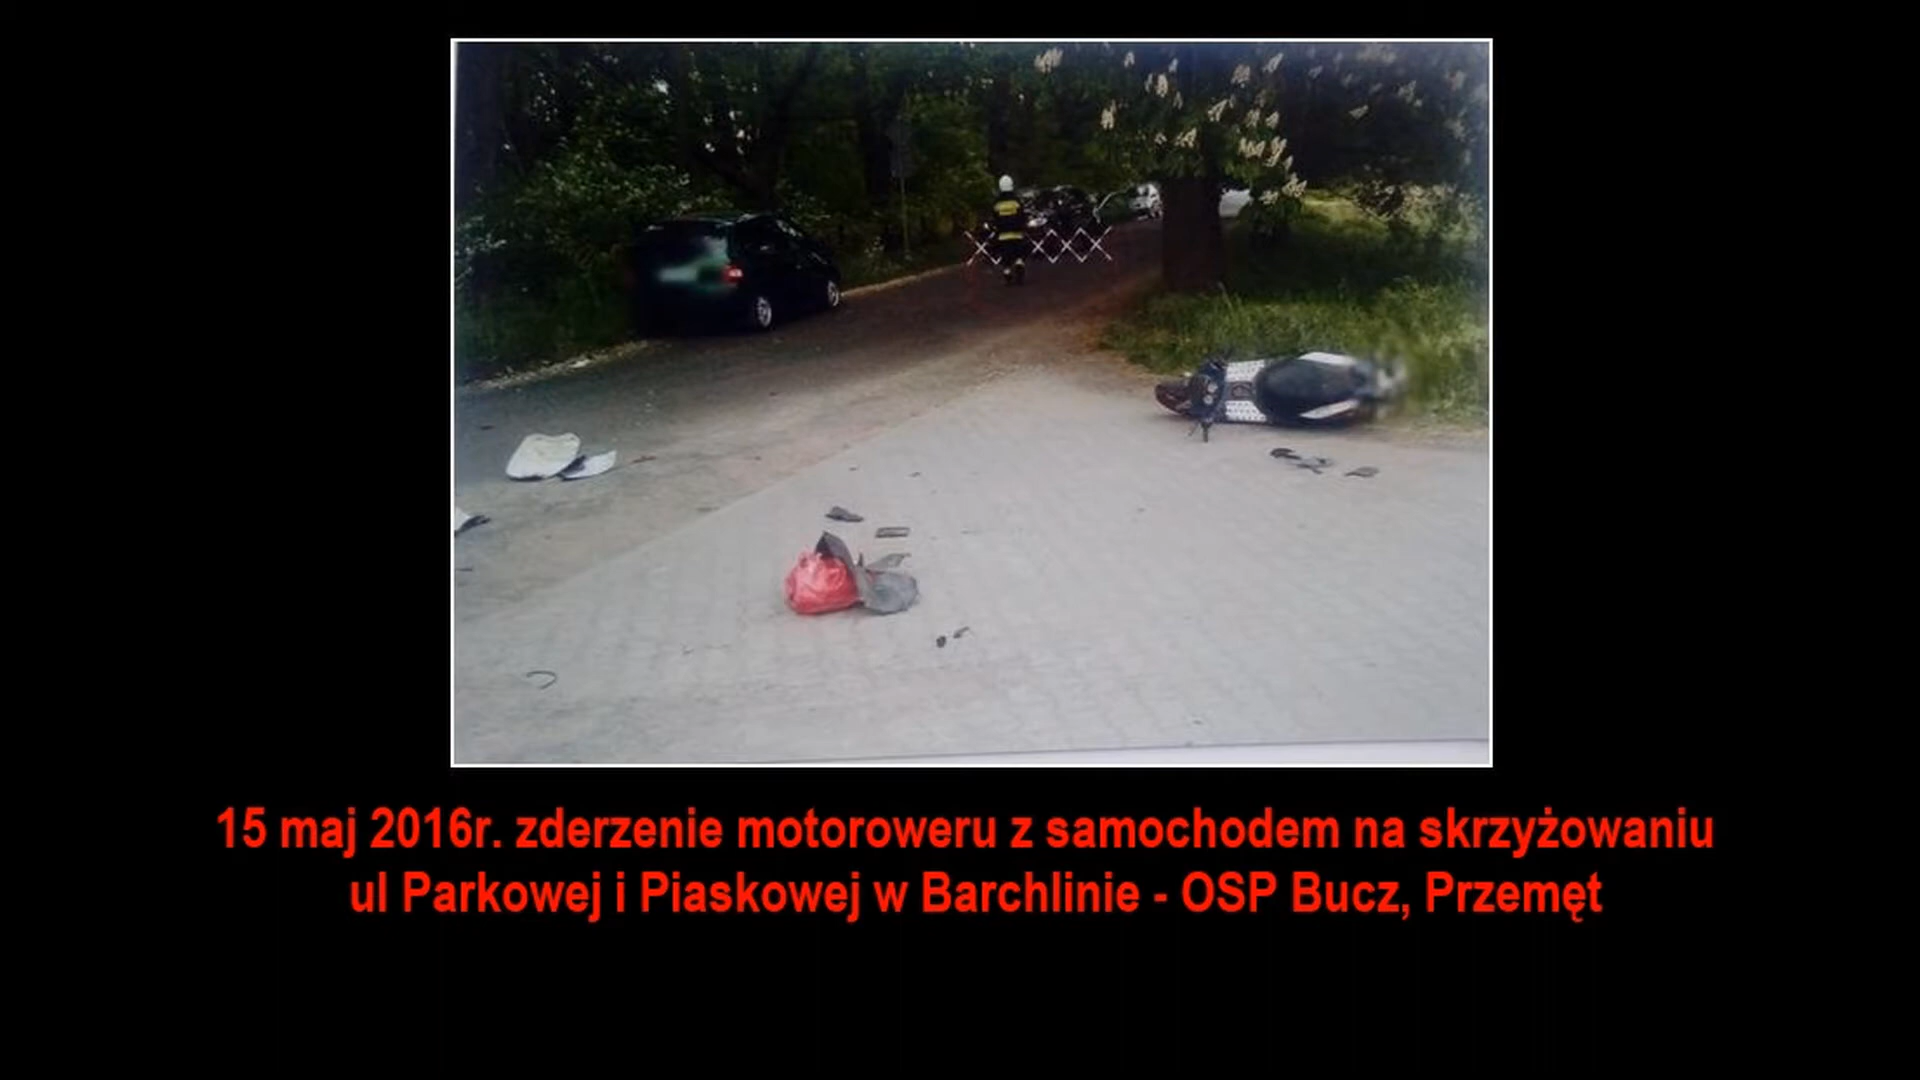 15 maj 2016r. zderzenie motoroweru z samochodem na skrzyżowaniu
ul Parkowej i Piaskowej w Barchlinie - OSP Bucz, Przemęt